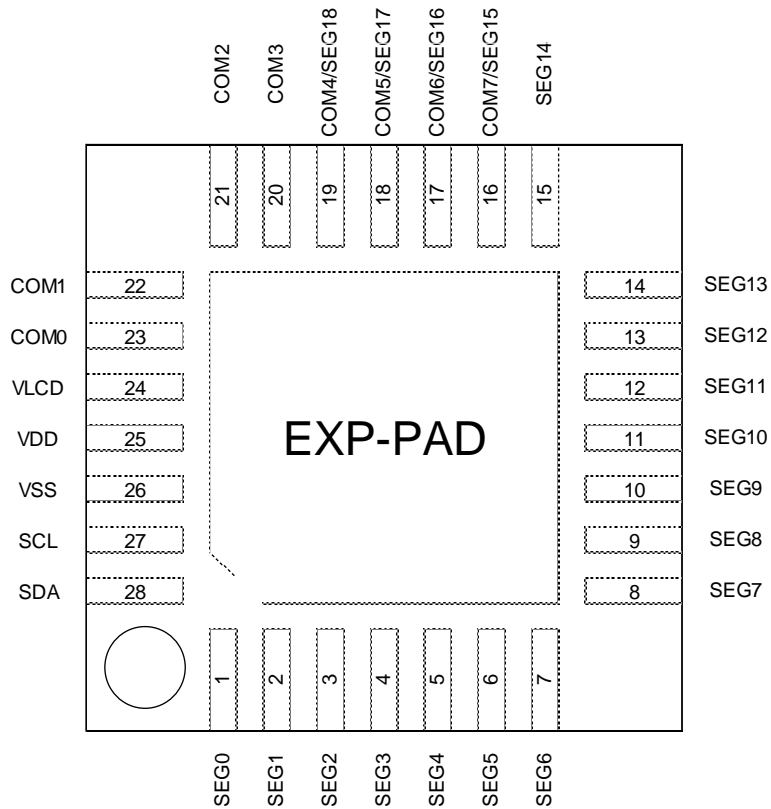 COM2
COM3
COM4/SEG18
COM5/SEG17
COM6/SEG16
COM7/SEG15
SEG14
21
20
19
18
17
16
15
COM1 22
COM0 23
VLCD 24
VDD 25
VSS 26
SCL 27
SDA 28
EXP-PAD
14 SEG13
13 SEG12
12 SEG11
11 SEG10
10 SEG9
9 SEG8
8 SEG7
1
2
3
4
5
6
7
SEG0
SEG1
SEG2
SEG3
SEG4
SEG5
SEG6